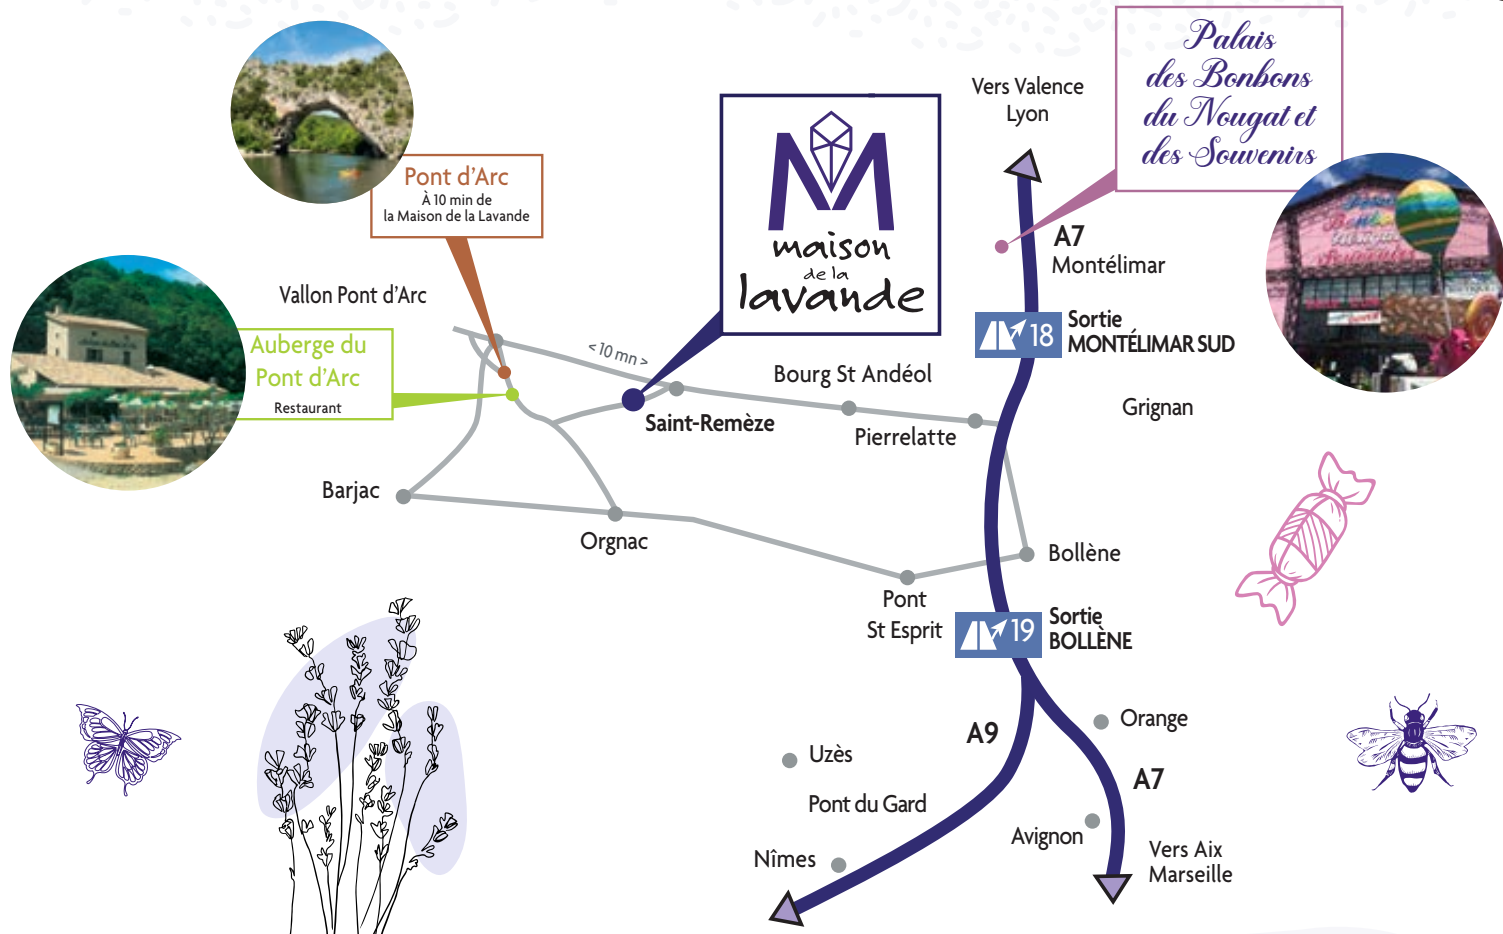 Palais
des Bonbons
du Nougat et
des Souvenirs
Vers Valence
Lyon
M
maison
de la
lavande
Pont d'Arc
À 10 min de
la Maison de la Lavande
A7
Montélimar
Vallon Pont d'Arc
Auberge du
Pont d'Arc
Restaurant
18
Sortie
MONTÉLIMAR SUD
<10 mn >
Bourg St Andéol
Grignan
Saint-Remèze
Pierrelatte
Barjac
Orgnac
Bollène
Pont
St Esprit
19
Sortie
BOLLÈNE
Orange
A9
Uzès
A7
Pont du Gard
Avignon
Nîmes
Vers Aix
Marseille